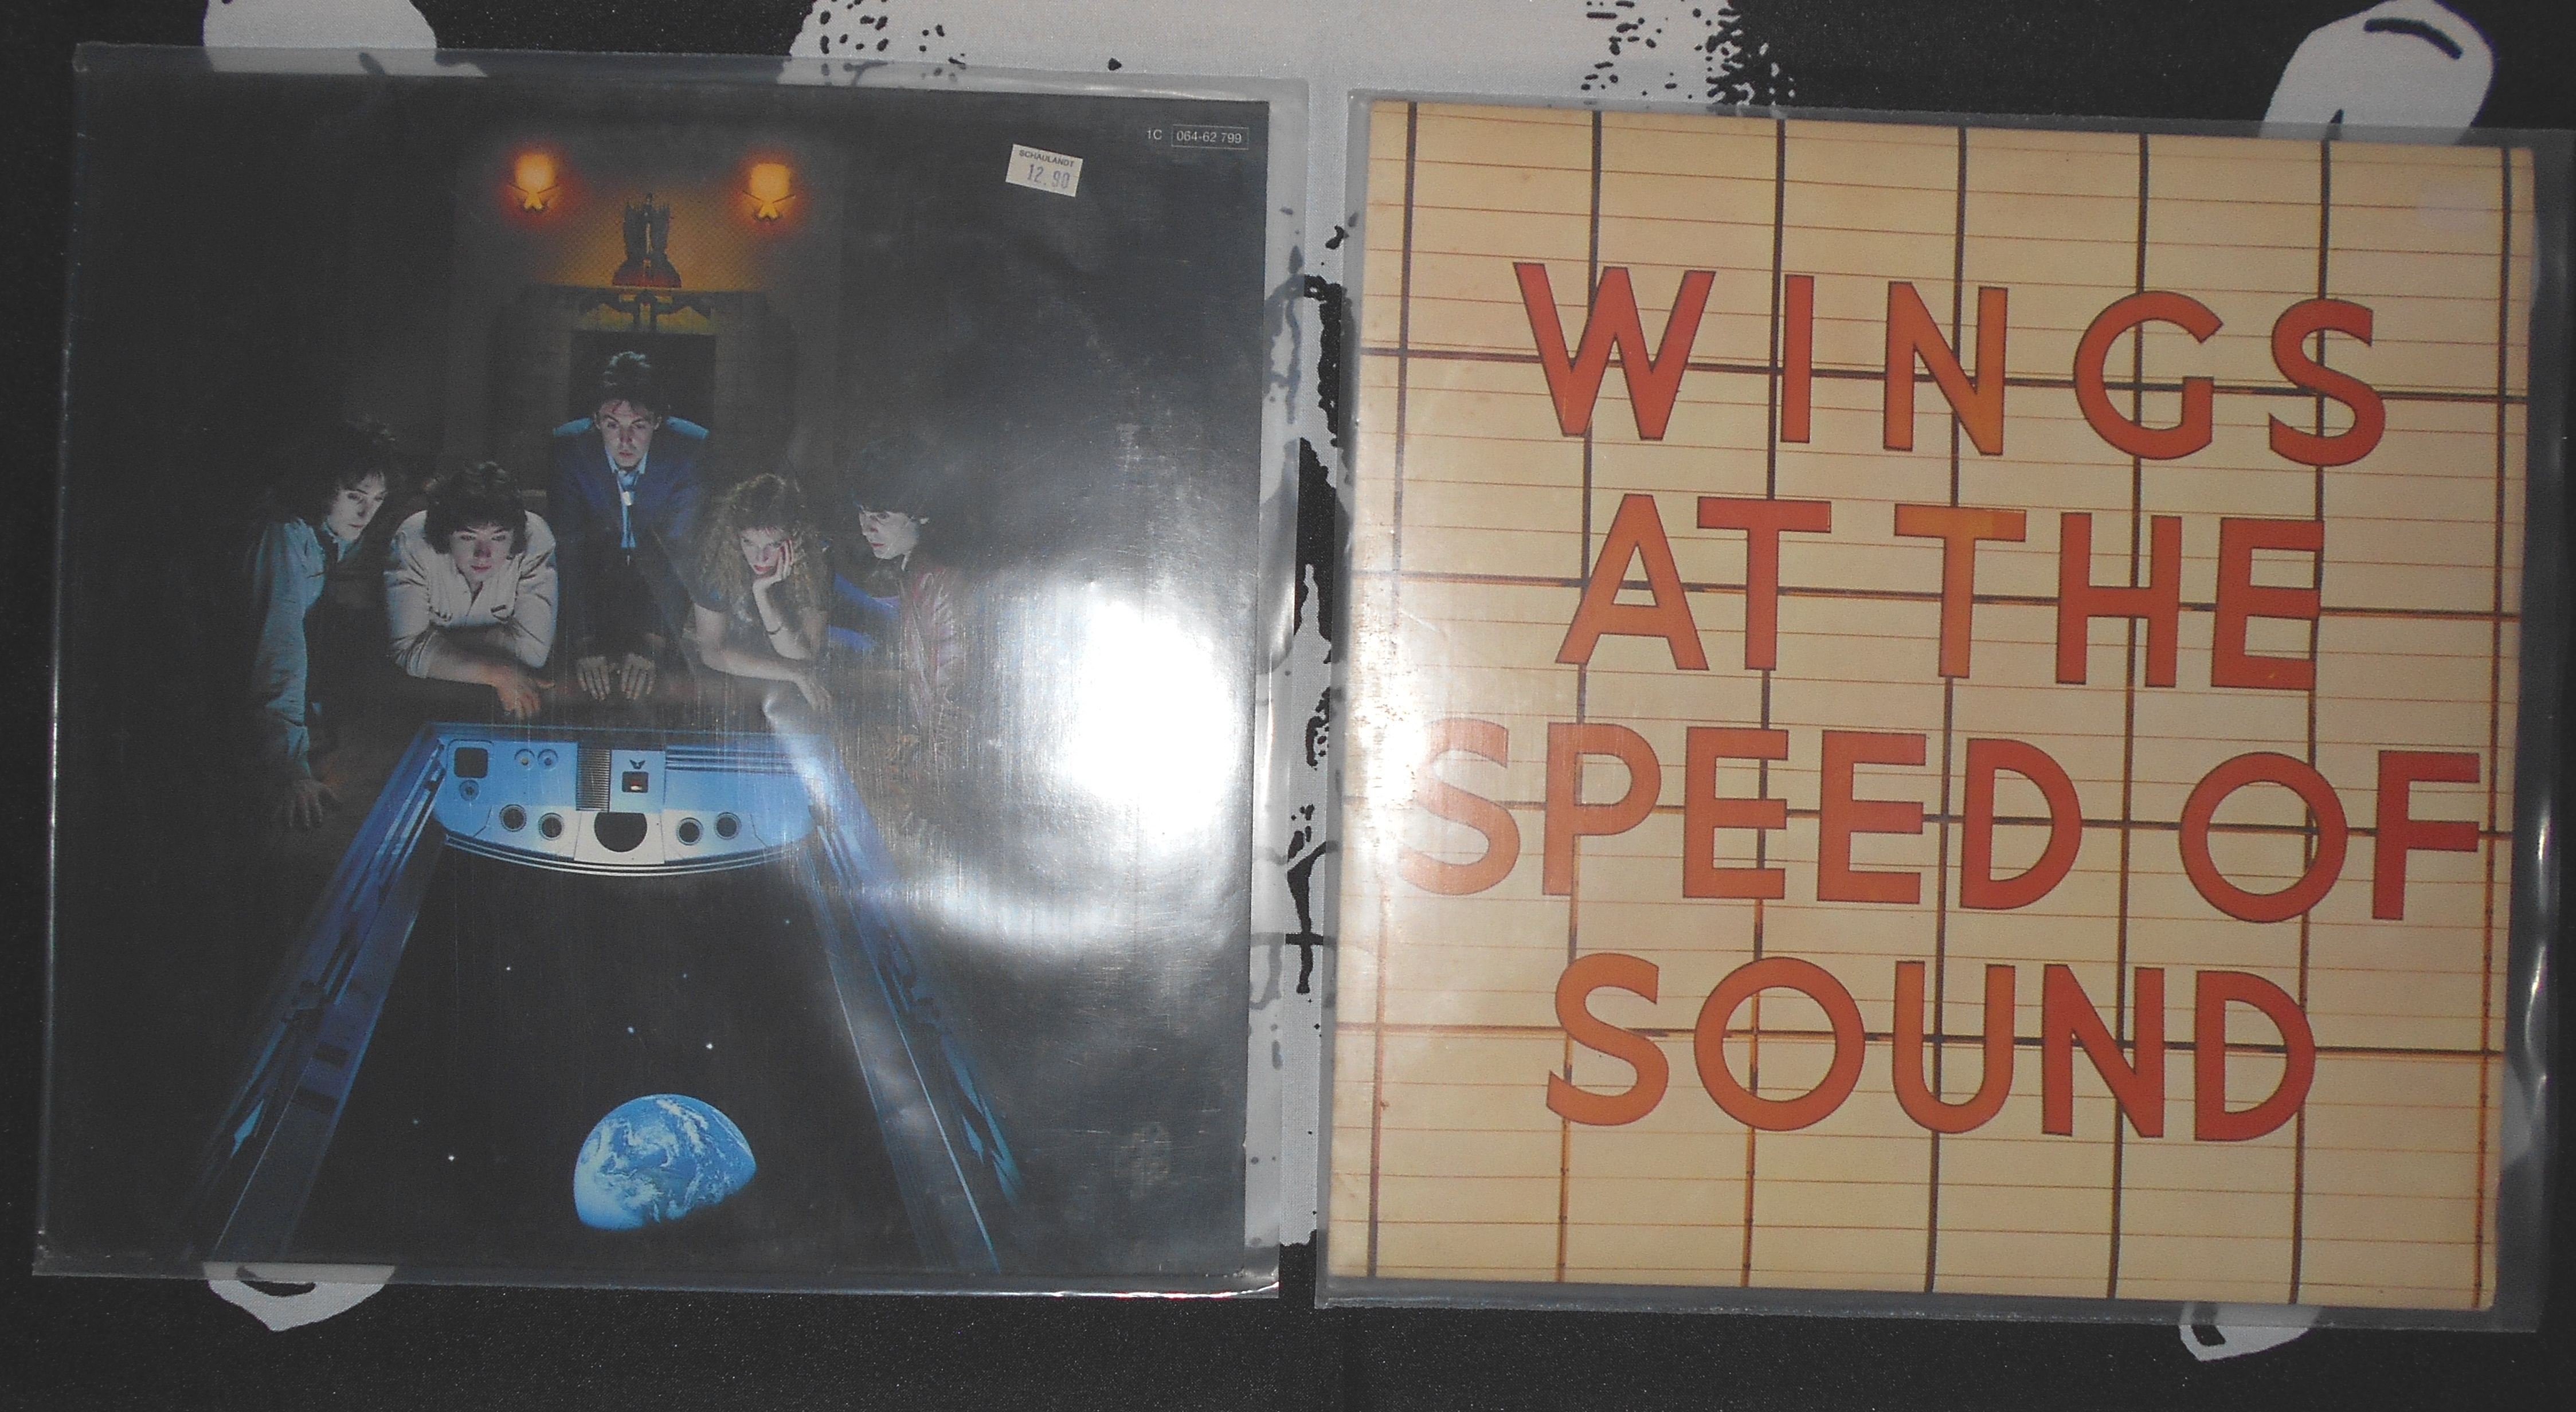 1C 064-62 799
SCHAULANDT
12.90
WINGS
AT THE
SPEED OF
SOUND